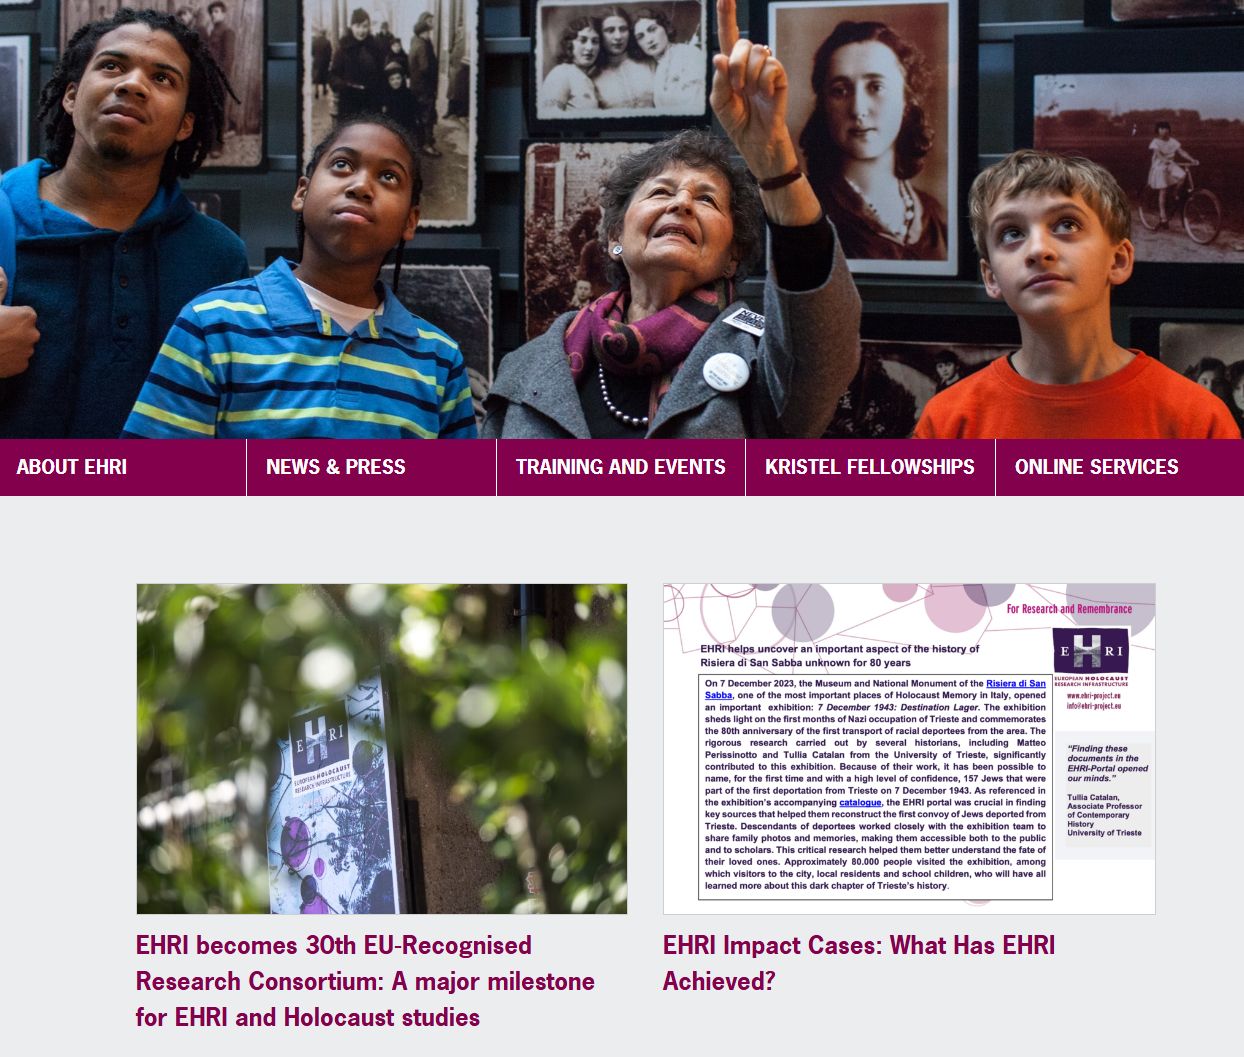 ABOUT EHRI
NEWS & PRESS
TRAINING AND EVENTS
KRISTEL FELLOWSHIPS
ONLINE SERVICES
EHRI
EUROPEAN HOLOCAUST
RESEARCH INFRASTRUCTURE
EHRI becomes 30th EU-Recognised
Research Consortium: A major milestone
for EHRI and Holocaust studies
For Research and Remembrance
EHRI
EUROPEAN HOLOCAUST
RESEARCH INFRASTRUCTURE
www.ehri-project.eu
info@ehri-project.eu
EHRI helps uncover an important aspect of the history of
Risiera di San Sabba unknown for 80 years
On 7 December 2023, the Museum and National Monument of the Risiera di San
Sabba, one of the most important places of Holocaust Memory in Italy, opened
an important exhibition: 7 December 1943: Destination Lager. The exhibition
sheds light on the first months of Nazi occupation of Trieste and commemorates
the 80th anniversary of the first transport of racial deportees from the area. The
rigorous research carried out by several historians, including Matteo
Perissinotto and Tullia Catalan from the University of Trieste, significantly
contributed to this exhibition. Because of their work, it has been possible to
name, for the first time and with a high level of confidence, 157 Jews that were
part of the first deportation from Trieste on 7 December 1943. As referenced in
the exhibition's accompanying catalogue, the EHRI portal was crucial in finding
key sources that helped them reconstruct the first convoy of Jews deported from
Trieste. Descendants of deportees worked closely with the exhibition team to
share family photos and memories, making them accessible both to the public
and to scholars. This critical research helped them better understand the fate of
their loved ones. Approximately 80.000 people visited the exhibition, among
which visitors to the city, local residents and school children, who will have all
learned more about this dark chapter of Trieste's history.
"Finding these
documents in the
EHRI-Portal opened
our minds."
Tullia Catalan,
Associate Professor
of Contemporary
History
University of Trieste
EHRI Impact Cases: What Has EHRI
Achieved?